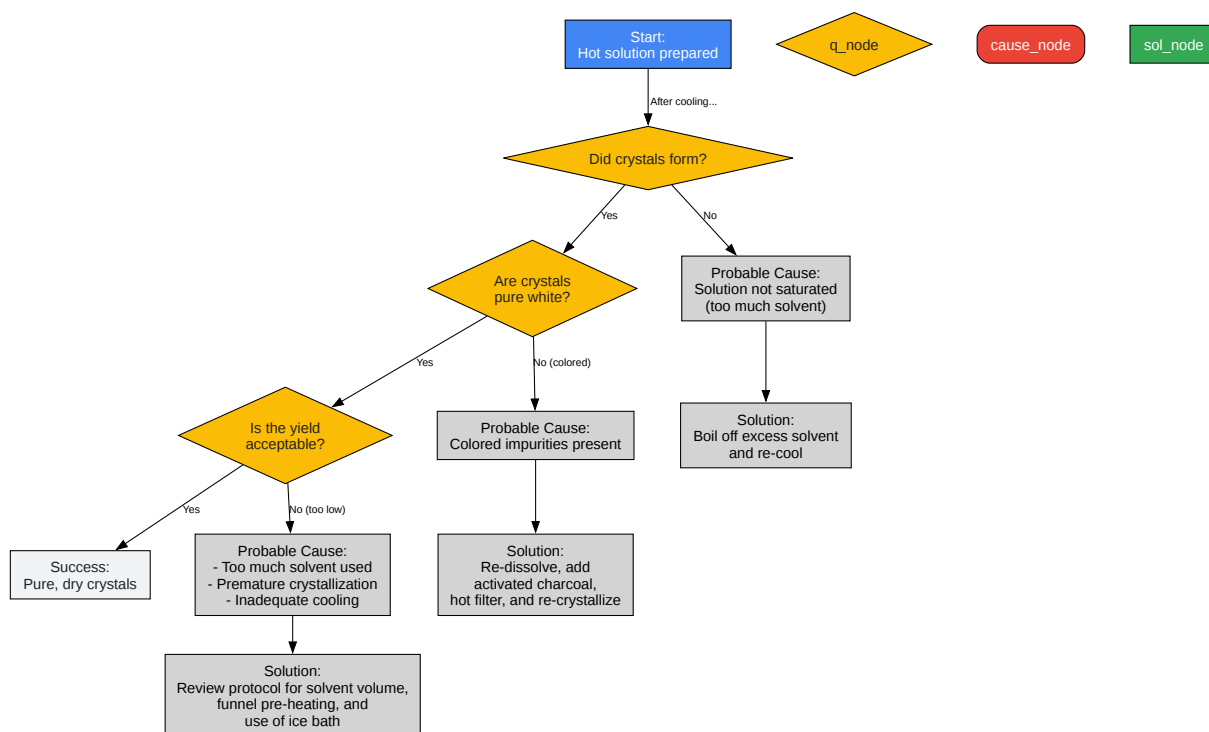 Start:
Hot solution prepared
q_node
cause_node
sol_node
After cooling...
Did crystals form?
Yes
No
Are crystals
pure white?
Probable Cause:
Solution not saturated
(too much solvent)
Yes
No (colored)
Is the yield
acceptable?
Probable Cause:
Colored impurities present
Solution:
Boil off excess solvent
and re-cool
Yes
No (too low)
Success:
Pure, dry crystals
Probable Cause:
- Too much solvent used
- Premature crystallization
- Inadequate cooling
Solution:
Re-dissolve, add
activated charcoal,
hot filter, and re-crystallize
Solution:
Review protocol for solvent volume,
funnel pre-heating, and
use of ice bath